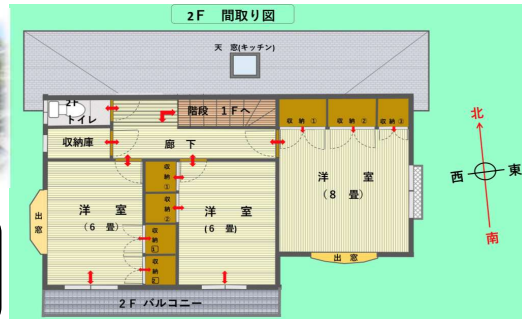 2F 間取り図
天 窓(キッチン)
2F
トイレ
階段 1Fへ
収 納 ①
収 納 ②
収 納 ③
収納庫
廊 下
北
西
東
南
洋 室
(8 畳)
収納③
収納②
洋 室
(6 畳)
洋 室
(6 畳)
出窓
収納
収納
出 窓
2F バルコニー